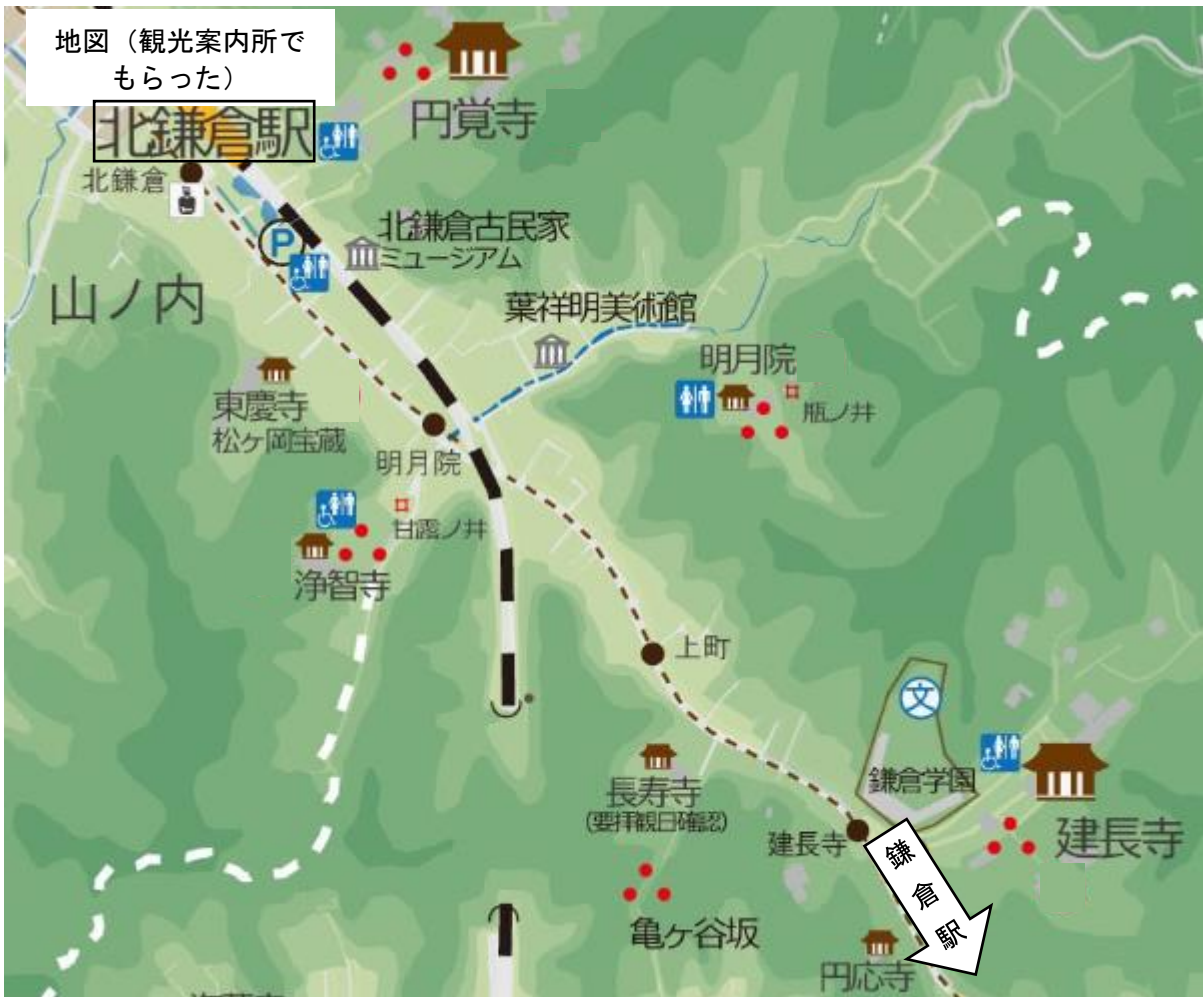 地図（観光案内所で
もらった）
円覚寺
北鎌倉駅
北鎌倉
P
北鎌倉古民家
ミュージアム
山ノ内
葉祥明美術館
明月院
瓶ノ井
東慶寺
松ヶ岡宝蔵
明月院
甘露ノ井
浄智寺
上町
文
鎌倉学園
長寿寺
(要拝観日確認)
建長寺
建長寺
鎌倉駅
亀ヶ谷坂
円応寺